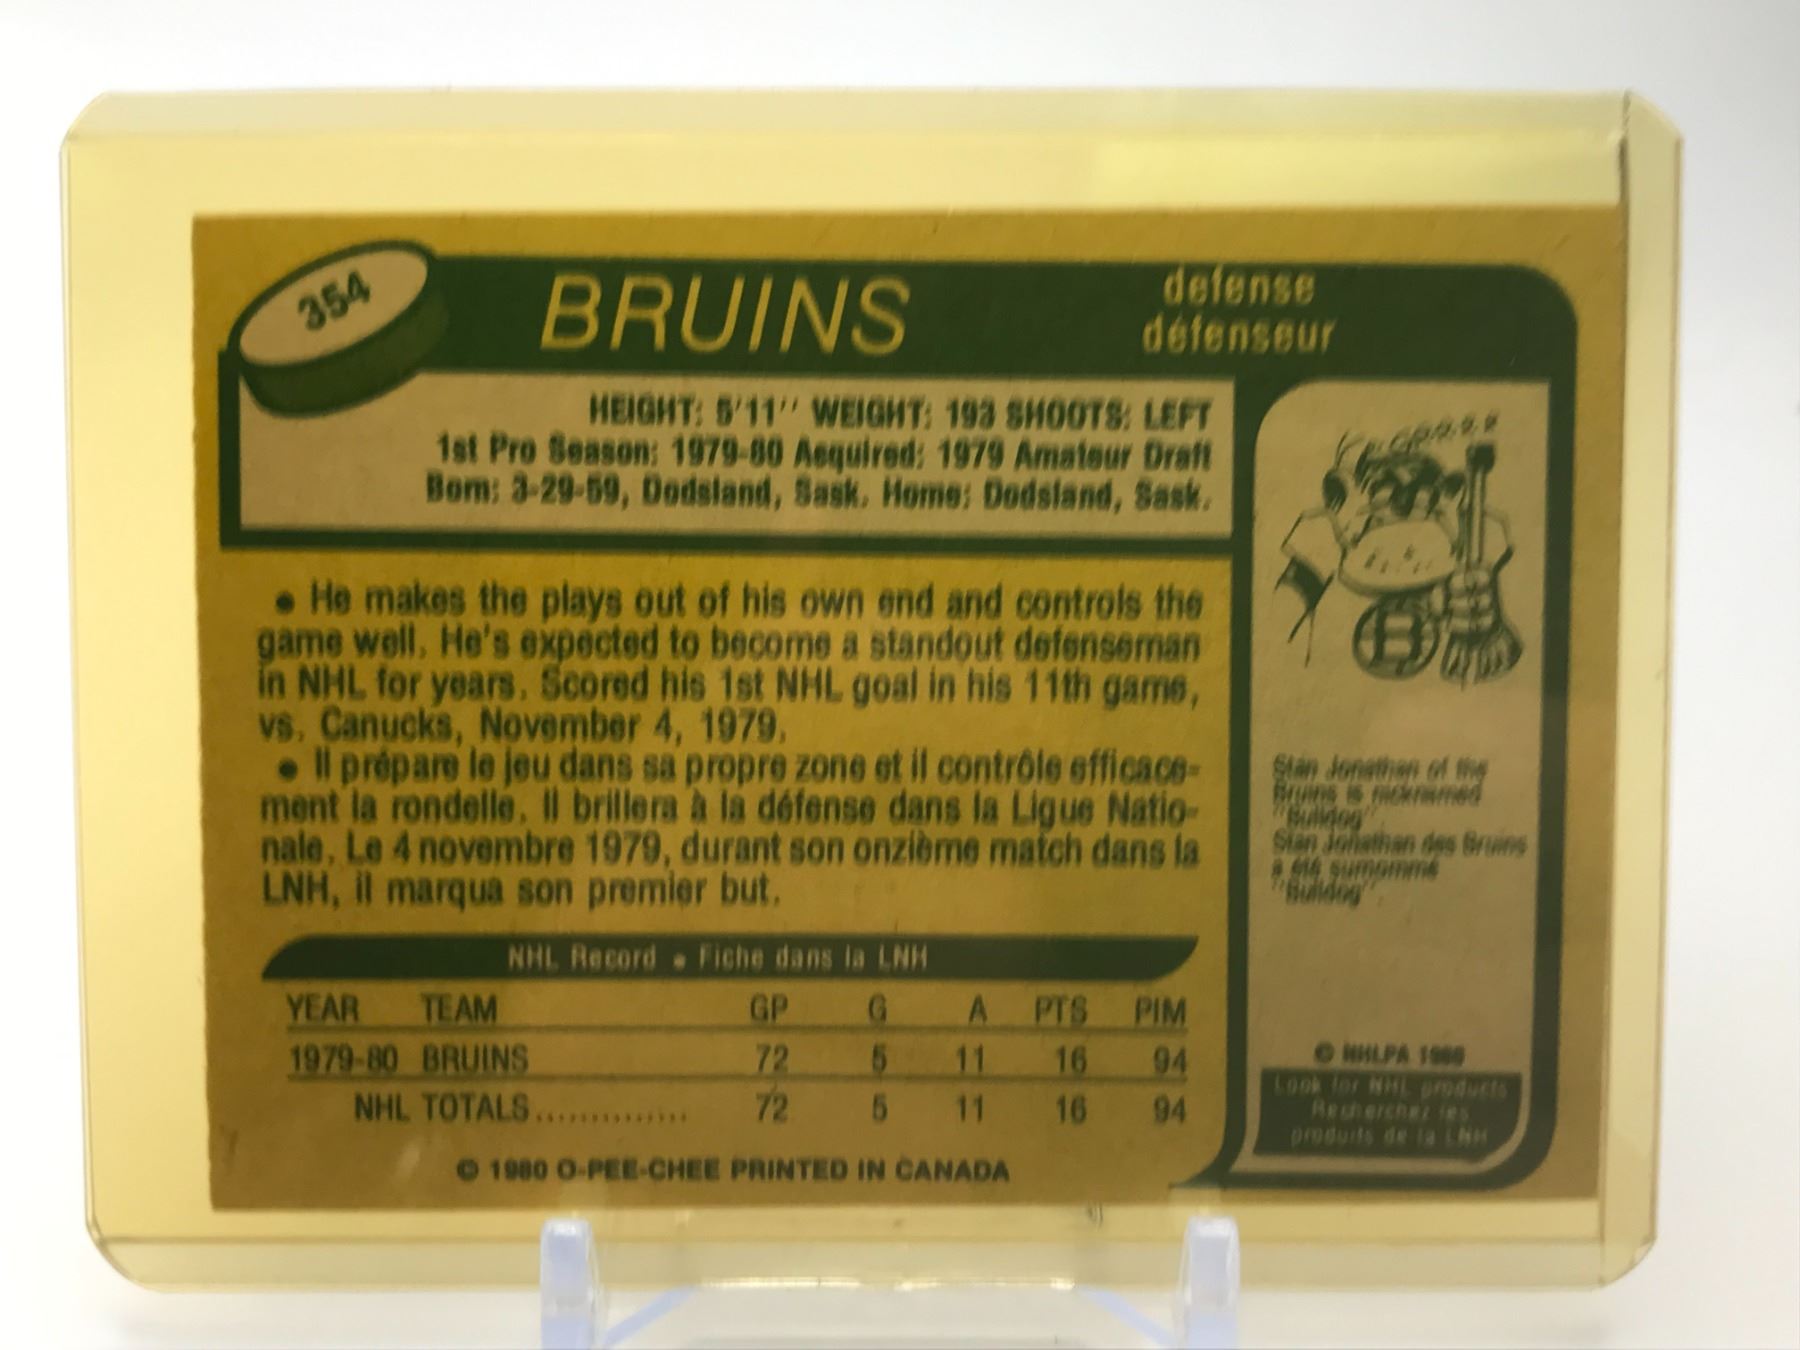 354
BRUINS
defense
défenseur
HEIGHT: 5'11'' WEIGHT: 193 SHOOTS: LEFT
1st Pro Season: 1979-80 Acquired: 1979 Amateur Draft
Born: 3-29-59, Dodsland, Sask. Home: Dodsland, Sask.
• He makes the plays out of his own end and controls the
game well. He's expected to become a standout defenseman
in NHL for years. Scored his 1st NHL goal in his 11th game,
vs. Canucks, November 4, 1979.
• Il prépare le jeu dans sa propre zone et il contrôle efficace-
ment la rondelle. Il brillera à la défense dans la Ligue Natio-
nale. Le 4 novembre 1979, durant son onzième match dans la
LNH, il marqua son premier but.
NHL Record • Fiche dans la LNH
YEAR TEAM GP G A PTS PIM
1979-80 BRUINS 72 5 11 16 94
NHL TOTALS............... 72 5 11 16 94
© 1980 O-PEE-CHEE PRINTED IN CANADA
B
Stan Jonathan of the
Bruins is nicknamed
"Bulldog".
Stan Jonathan des Bruins
a été surnommé
"Bulldog".
© NHLPA 1980
Look for NHL products
Recherchez les
produits de la LNH